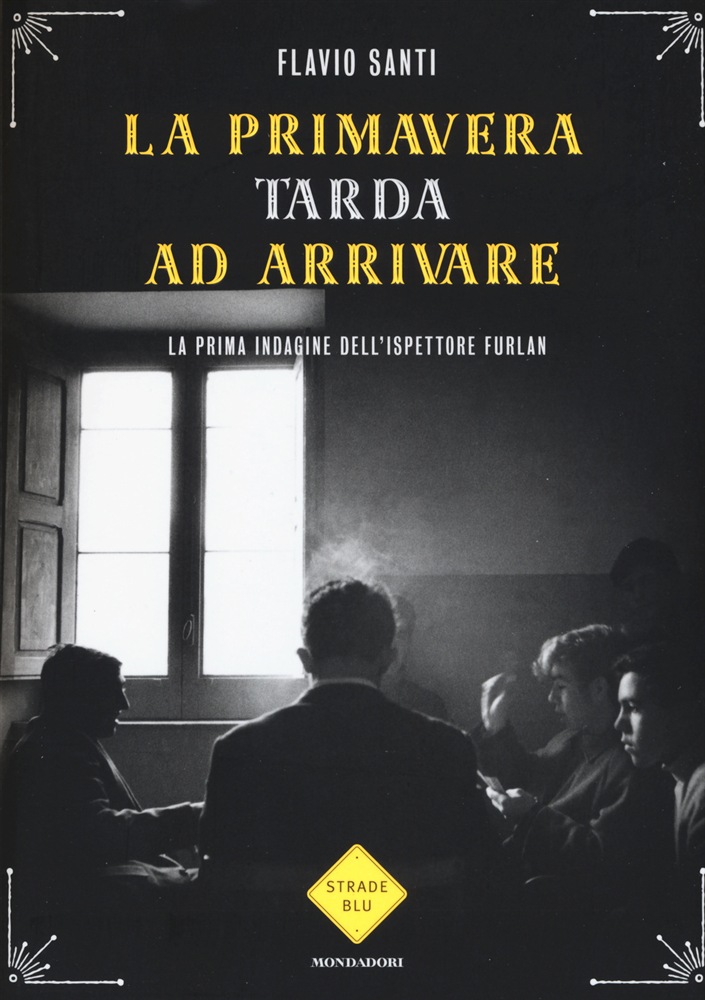 FLAVIO SANTI
LA PRIMAVERA
TARDA
AD ARRIVARE
LA PRIMA INDAGINE DELL'ISPETTORE FURLAN
STRADE
BLU
MONDADORI